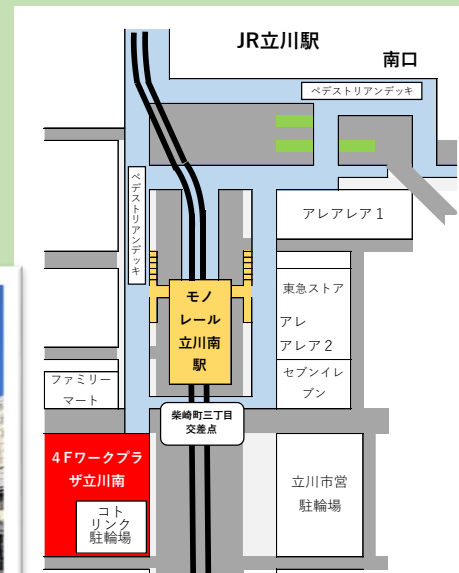 JR立川駅
南口
ペデストリアンデッキ
ペデストリアンデッキ
アレアレア１
モノ
レール
立川南
駅
東急ストア
アレ
アレア２
セブンイレ
ブン
ファミリー
マート
柴崎町三丁目
交差点
４Fワークプラ
ザ立川南
コト
リンク
駐輪場
立川市営
駐輪場